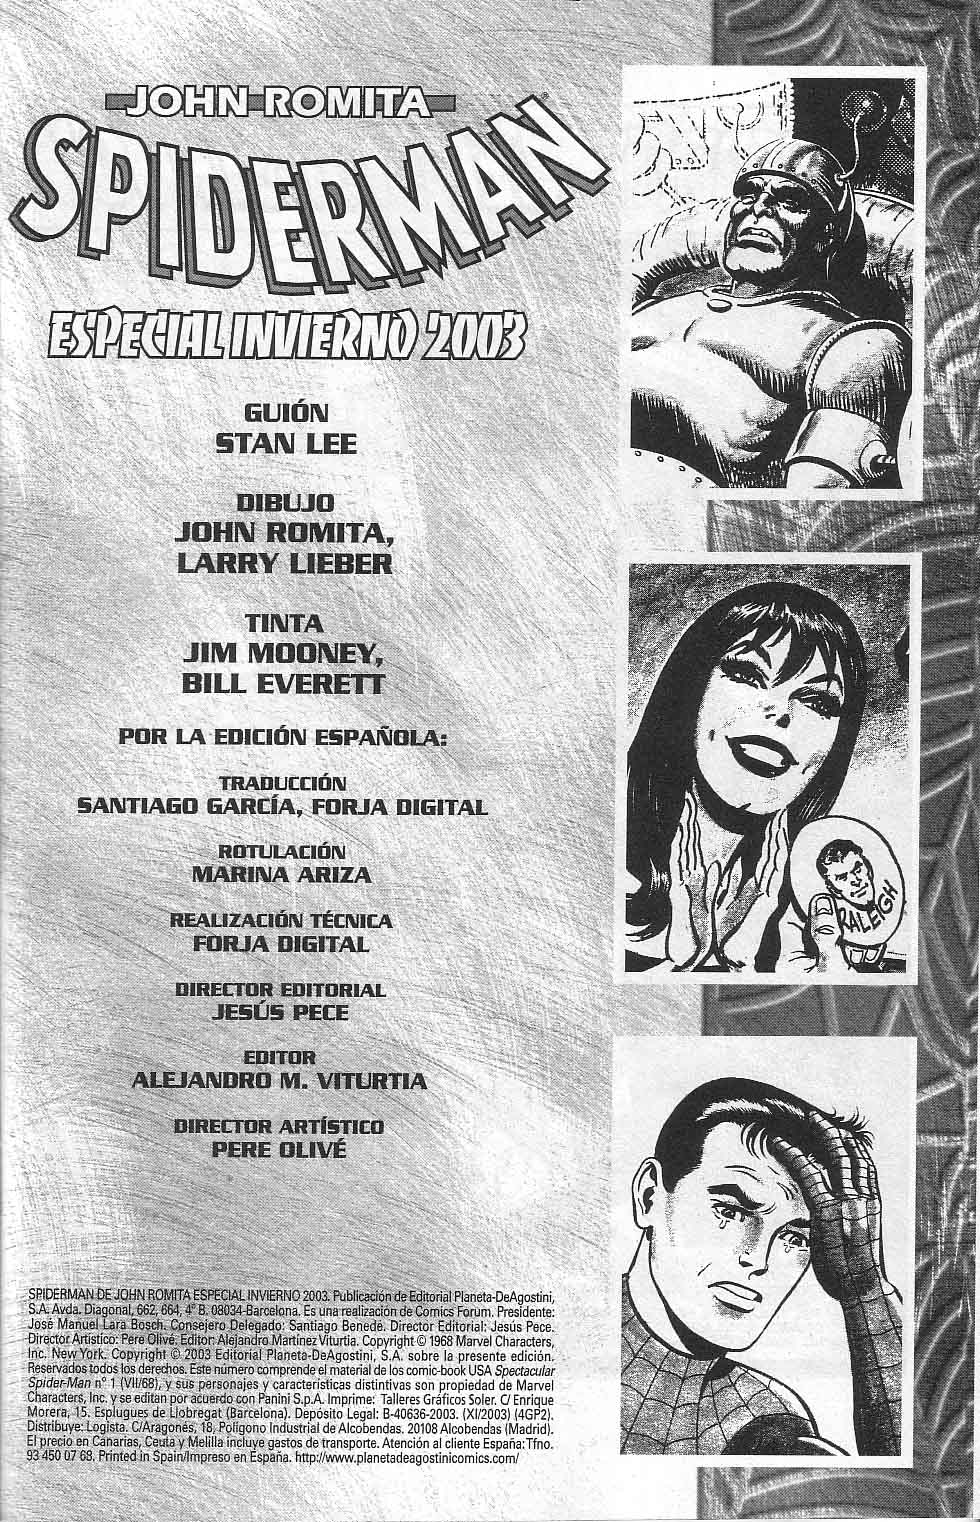 JOHN ROMITA
SPIDERMAN
ESPECIAL INVIERNO 2003
GUIÓN
STAN LEE
DIBUJO
JOHN ROMITA,
LARRY LIEBER
TINTA
JIM MOONEY,
BILL EVERETT
POR LA EDICIÓN ESPAÑOLA:
TRADUCCIÓN
SANTIAGO GARCÍA, FORJA DIGITAL
ROTULACIÓN
MARINA ARIZA
REALIZACIÓN TÉCNICA
FORJA DIGITAL
DIRECTOR EDITORIAL
JESÚS PECE
EDITOR
ALEJANDRO M. VITURTIA
DIRECTOR ARTÍSTICO
PERE OLIVÉ
RALEIGH
SPIDERMAN DE JOHN ROMITA ESPECIAL INVIERNO 2003. Publicación de Editorial Planeta-DeAgostini,
S.A. Avda. Diagonal, 662, 664, 4º B. 08034-Barcelona. Es una realización de Comics Forum. Presidente:
José Manuel Lara Bosch. Consejero Delegado: Santiago Benedé. Director Editorial: Jesús Pece.
Director Artístico: Pere Olivé. Editor: Alejandro Martínez Viturtia. Copyright © 1968 Marvel Characters,
Inc. New York. Copyright © 2003 Editorial Planeta-DeAgostini, S.A. sobre la presente edición.
Reservados todos los derechos. Este número comprende el material de los comic-book USA Spectacular
Spider-Man nº 1 (VII/68), y sus personajes y características distintivas son propiedad de Marvel
Characters, Inc. y se editan por acuerdo con Panini S.p.A. Imprime: Talleres Gráficos Soler. C/ Enrique
Morera, 15. Esplugues de Llobregat (Barcelona). Depósito Legal: B-40636-2003. (XI/2003) (4GP2).
Distribuye: Logista. C/Aragonés, 18, Polígono Industrial de Alcobendas. 20108 Alcobendas (Madrid).
El precio en Canarias, Ceuta y Melilla incluye gastos de transporte. Atención al cliente España: Tfno.
93 450 07 68. Printed in Spain/Impreso en España. http://www.planetadeagostinicomics.com/